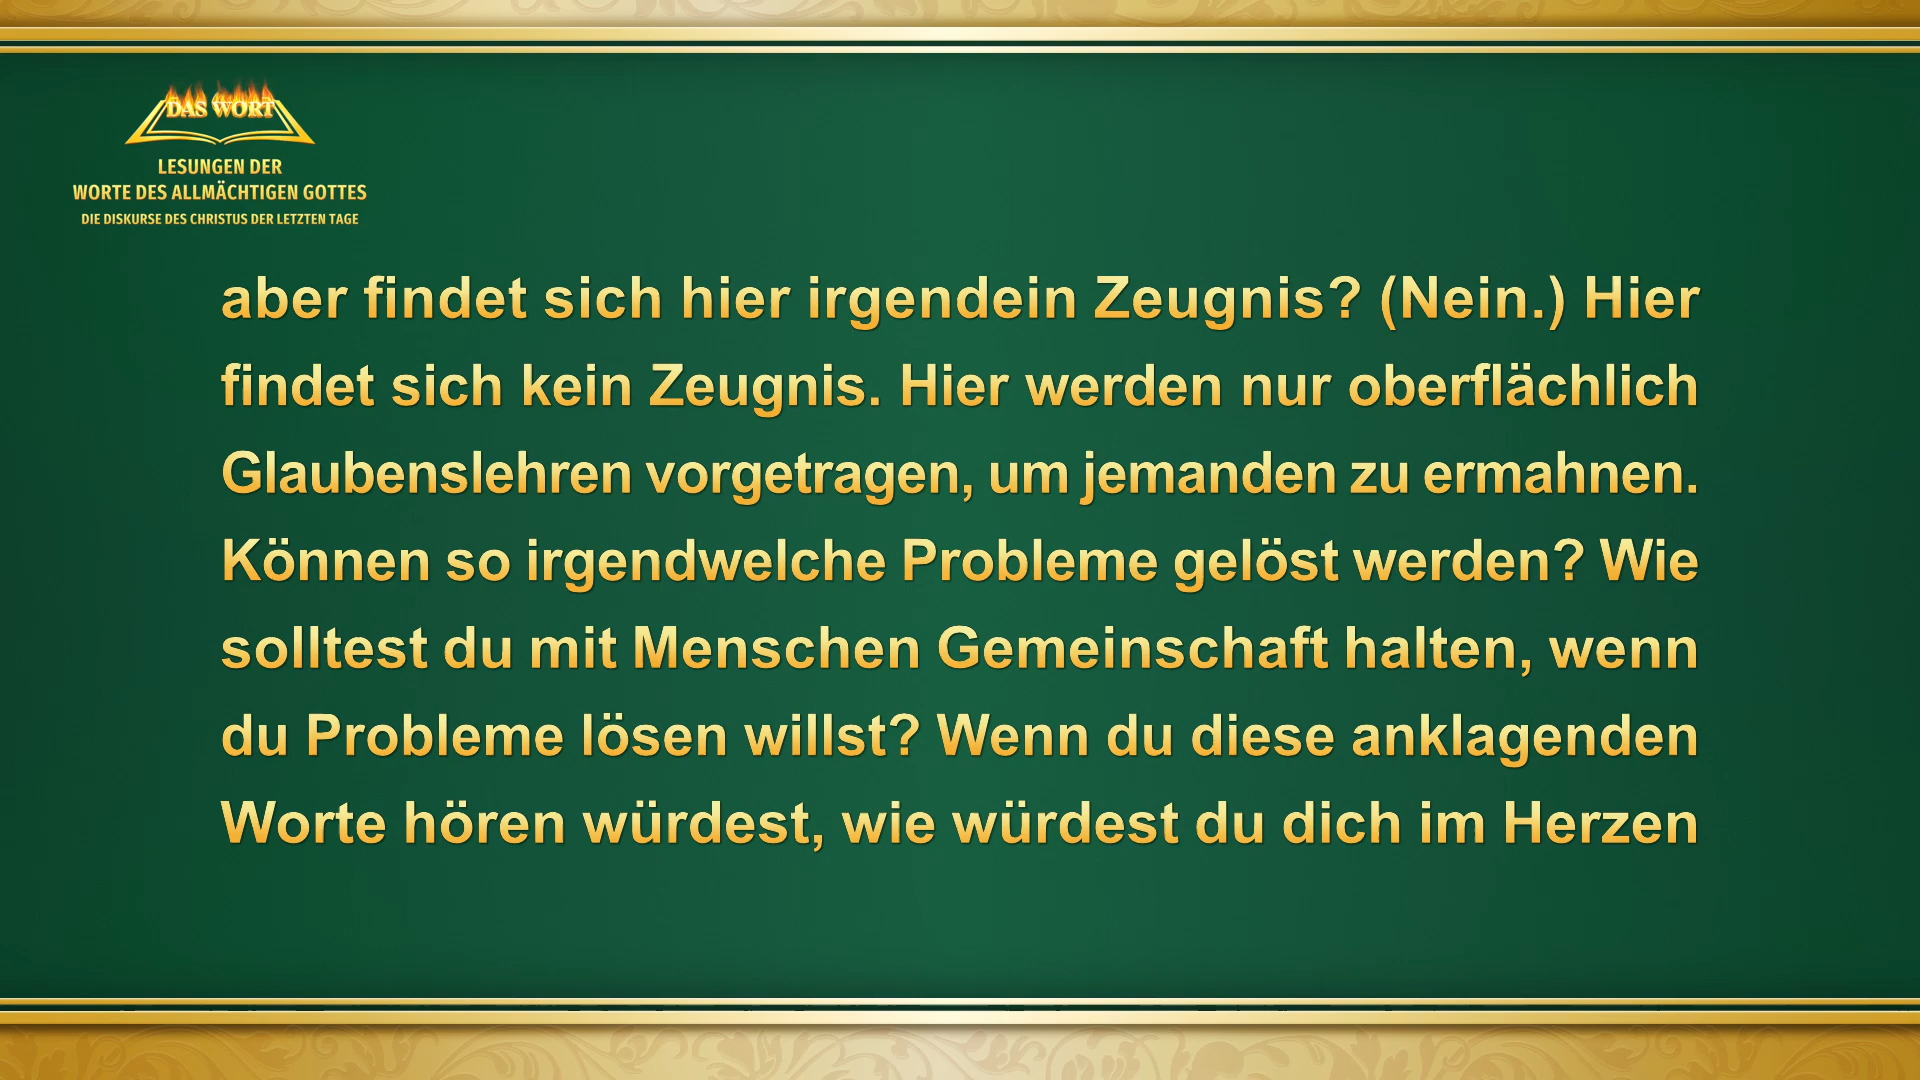 DAS WORT
LESUNGEN DER
WORTE DES ALLMÄCHTIGEN GOTTES
DIE DISKURSE DES CHRISTUS DER LETZTEN TAGE
aber findet sich hier irgendein Zeugnis? (Nein.) Hier
findet sich kein Zeugnis. Hier werden nur oberflächlich
Glaubenslehren vorgetragen, um jemanden zu ermahnen.
Können so irgendwelche Probleme gelöst werden? Wie
solltest du mit Menschen Gemeinschaft halten, wenn
du Probleme lösen willst? Wenn du diese anklagenden
Worte hören würdest, wie würdest du dich im Herzen